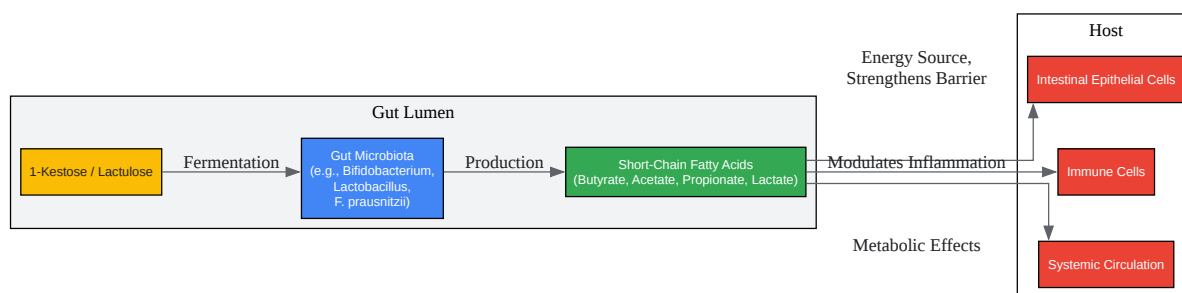 Gut Lumen
1-Kestose / Lactulose
Fermentation
Gut Microbiota
(e.g., Bifidobacterium,
Lactobacillus,
F. prausnitzii)
Production
Short-Chain Fatty Acids
(Butyrate, Acetate, Propionate, Lactate)
Energy Source,
Strengthens Barrier
Modulates Inflammation
Metabolic Effects
Host
Intestinal Epithelial Cells
Immune Cells
Systemic Circulation